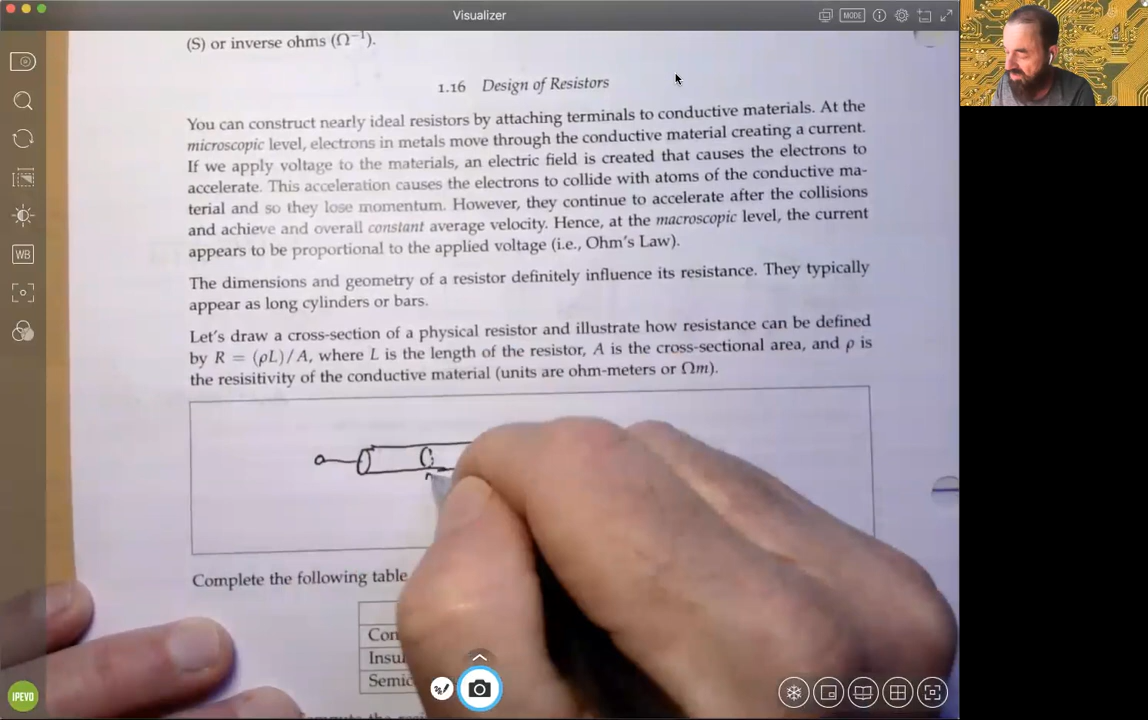 Visualizer
MODE
(S) or inverse ohms (Ω⁻¹).
1.16 Design of Resistors
You can construct nearly ideal resistors by attaching terminals to conductive materials. At the
microscopic level, electrons in metals move through the conductive material creating a current.
If we apply voltage to the materials, an electric field is created that causes the electrons to
accelerate. This acceleration causes the electrons to collide with atoms of the conductive ma-
terial and so they lose momentum. However, they continue to accelerate after the collisions
and achieve and overall constant average velocity. Hence, at the macroscopic level, the current
appears to be proportional to the applied voltage (i.e., Ohm's Law).
The dimensions and geometry of a resistor definitely influence its resistance. They typically
appear as long cylinders or bars.
Let's draw a cross-section of a physical resistor and illustrate how resistance can be defined
by R = (ρL)/A, where L is the length of the resistor, A is the cross-sectional area, and ρ is
the resisitivity of the conductive material (units are ohm-meters or Ωm).
Complete the following table
WB
IPEVO